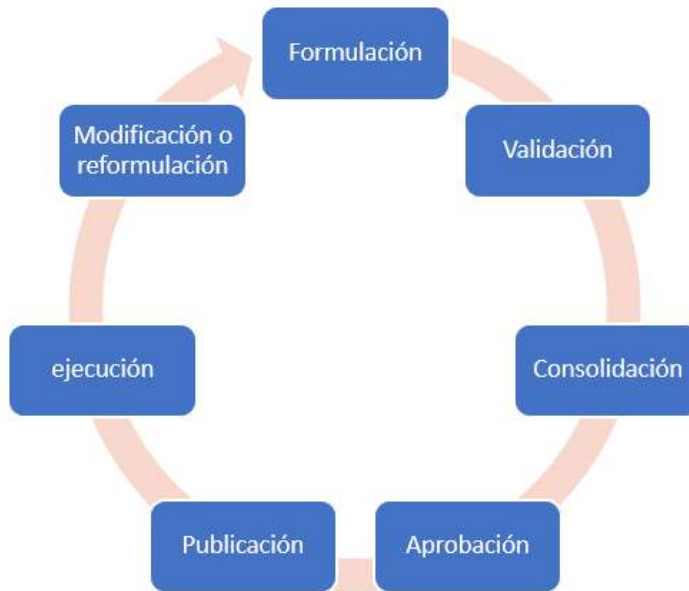 Formulación
Validación
Consolidación
Aprobación
Publicación
ejecución
Modificación o
reformulación